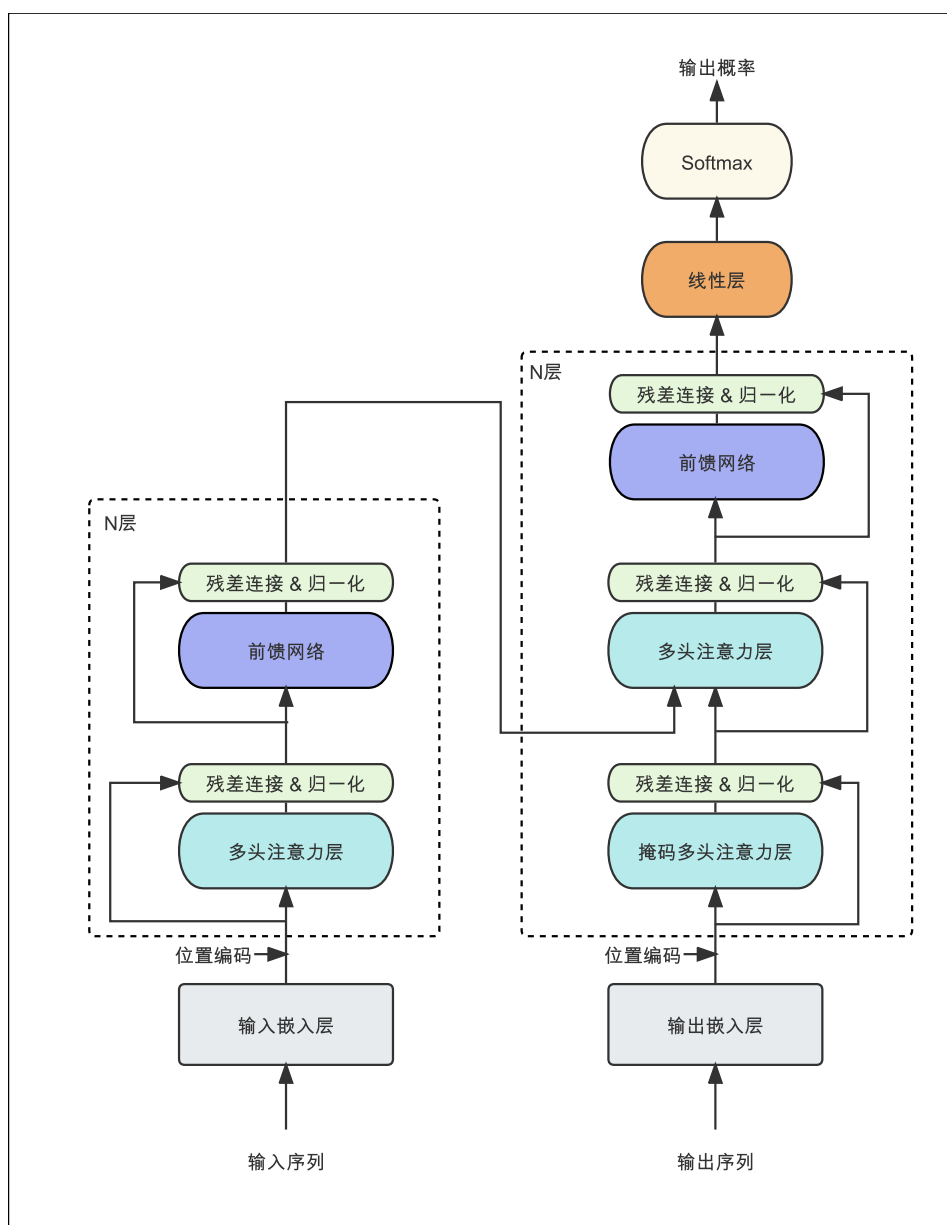 输出概率
Softmax
线性层
N层
残差连接 & 归一化
前馈网络
N层
残差连接 & 归一化
残差连接 & 归一化
前馈网络
多头注意力层
残差连接 & 归一化
残差连接 & 归一化
多头注意力层
掩码多头注意力层
位置编码
位置编码
输入嵌入层
输出嵌入层
输入序列
输出序列